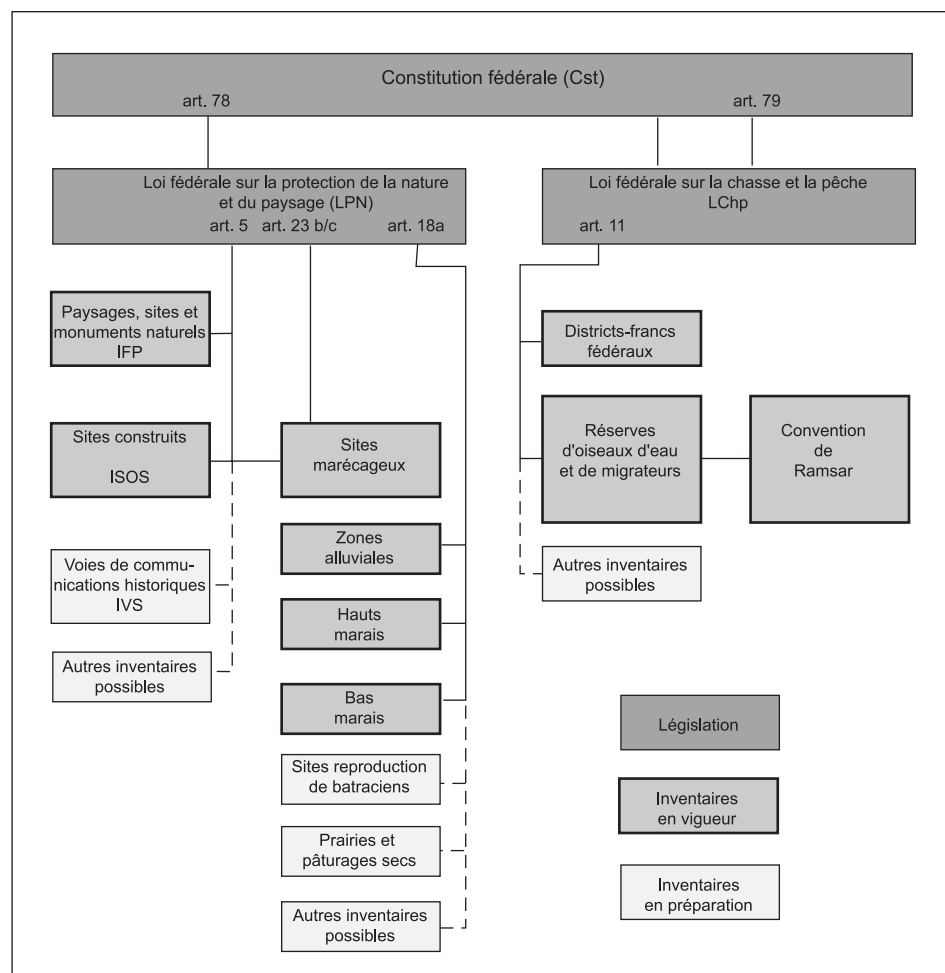 Constitution fédérale (Cst)
art. 78
art. 79
Loi fédérale sur la protection de la nature
et du paysage (LPN)
art. 5 art. 23 b/c art. 18a
Loi fédérale sur la chasse et la pêche
LChp
art. 11
Paysages, sites et
monuments naturels
IFP
Sites construits
ISOS
Voies de commu-
nications historiques
IVS
Autres inventaires
possibles
Sites
marécageux
Zones
alluviales
Hauts
marais
Bas
marais
Sites reproduction
de batraciens
Prairies et
pâturages secs
Autres inventaires
possibles
Districts-francs
fédéraux
Réserves
d'oiseaux d'eau
et de migrateurs
Convention
de
Ramsar
Autres inventaires
possibles
Législation
Inventaires
en vigueur
Inventaires
en préparation